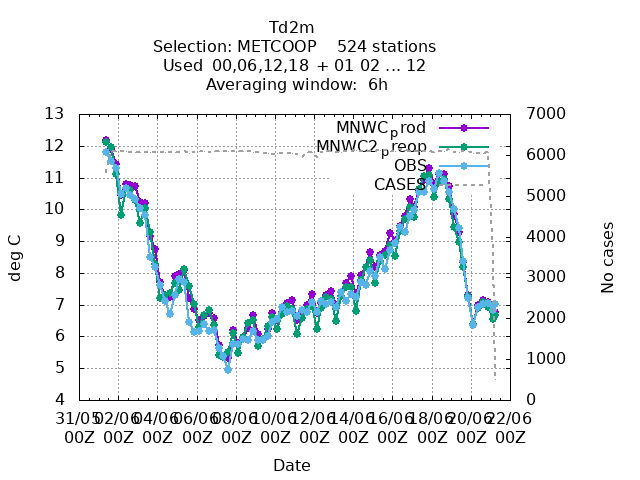 Td2m
Selection: METCOOP 524 stations
Used 00,06,12,18 + 01 02 ... 12
Averaging window: 6h
13 7000
MNWC_prod
12 MNWC2_preop 6000
OBS
11 CASES 5000
10
9 4000
8 3000
7 2000
6
5 1000
4 0
deg C
No cases
31/05 02/06 04/06 06/06 08/06 10/06 12/06 14/06 16/06 18/06 20/06 22/06
00Z 00Z 00Z 00Z 00Z 00Z 00Z 00Z 00Z 00Z 00Z 00Z
Date